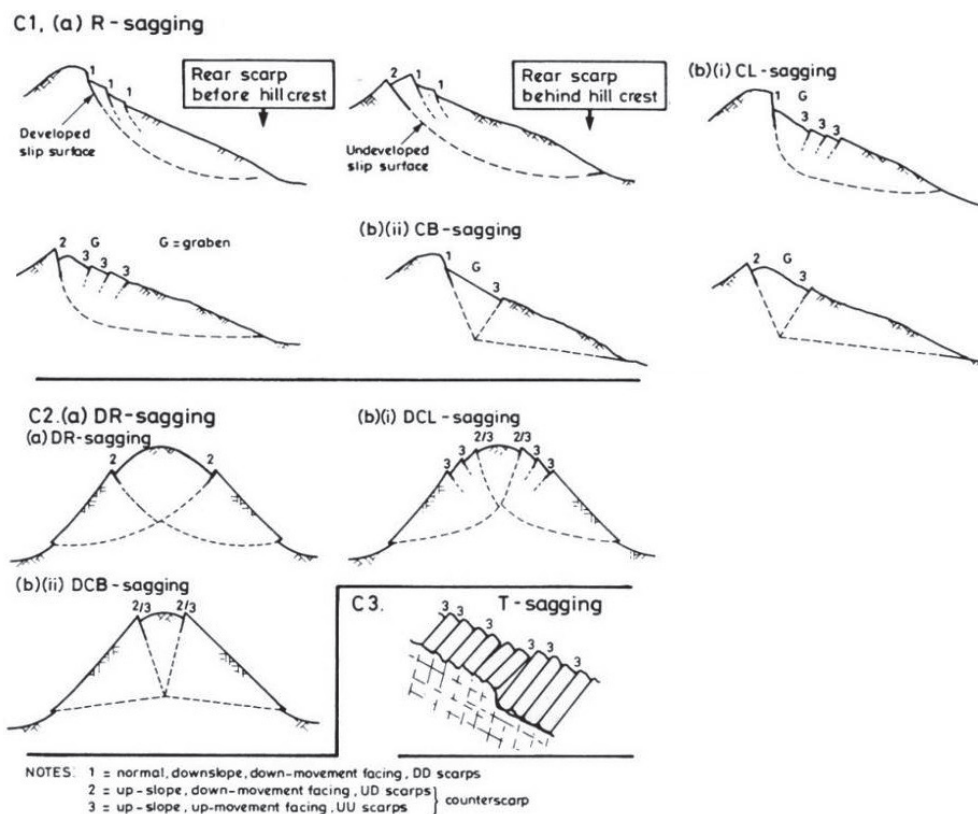 C1, (a) R-sagging
1
1
1
Rear scarp
before hill crest
Developed
slip surface
2
1
1
Rear scarp
behind hill crest
Undeveloped
slip surface
(b)(i) CL-sagging
1
G
3 3 3
2
G
3
3
3
G = graben
(b)(ii) CB-sagging
1
G
3
2
G
3
C2.(a) DR-sagging
(a) DR-sagging
2
2
(b)(i) DCL-sagging
2/3
2/3
3
3
3
3
(b)(ii) DCB-sagging
2/3
2/3
C3. T-sagging
3 3
3
3
3
3
3
NOTES: 1 = normal, downslope, down-movement facing, DD scarps
2 = up-slope, down-movement facing, UD scarps
3 = up-slope, up-movement facing, UU scarps
counterscarp